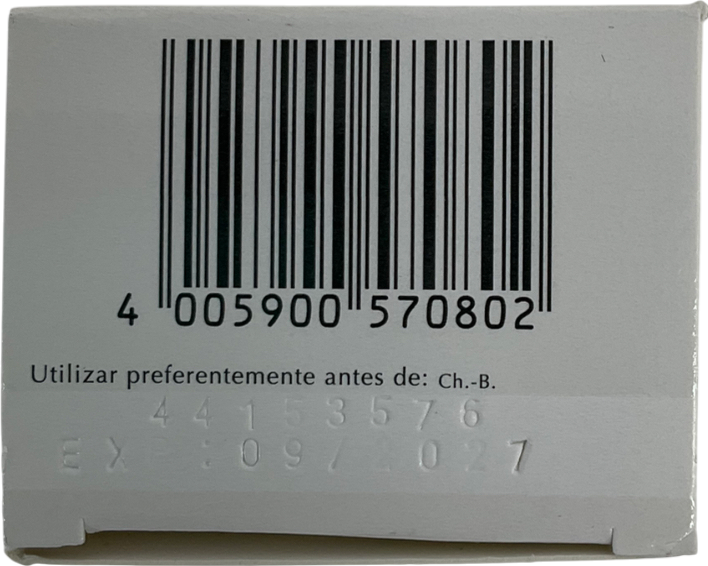 4 005900 570802
Utilizar preferentemente antes de: Ch.-B.
44153576
EXP:09/2027